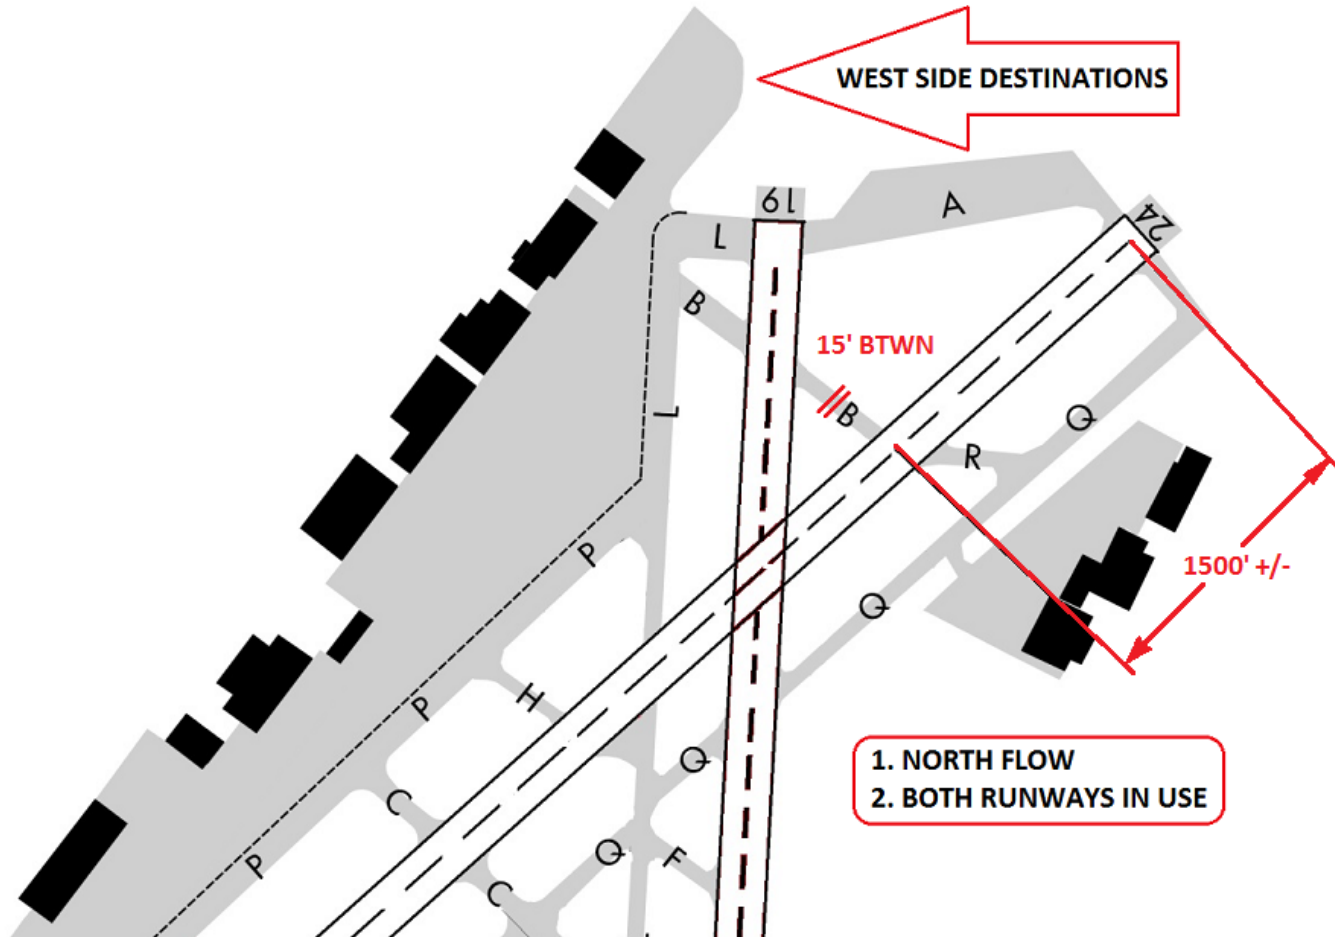 WEST SIDE DESTINATIONS
19
24
A
L
B
15' BTWN
B
L
Q
R
P
1500' +/-
Q
H
P
Q
1. NORTH FLOW
2. BOTH RUNWAYS IN USE
C
Q
F
P
C